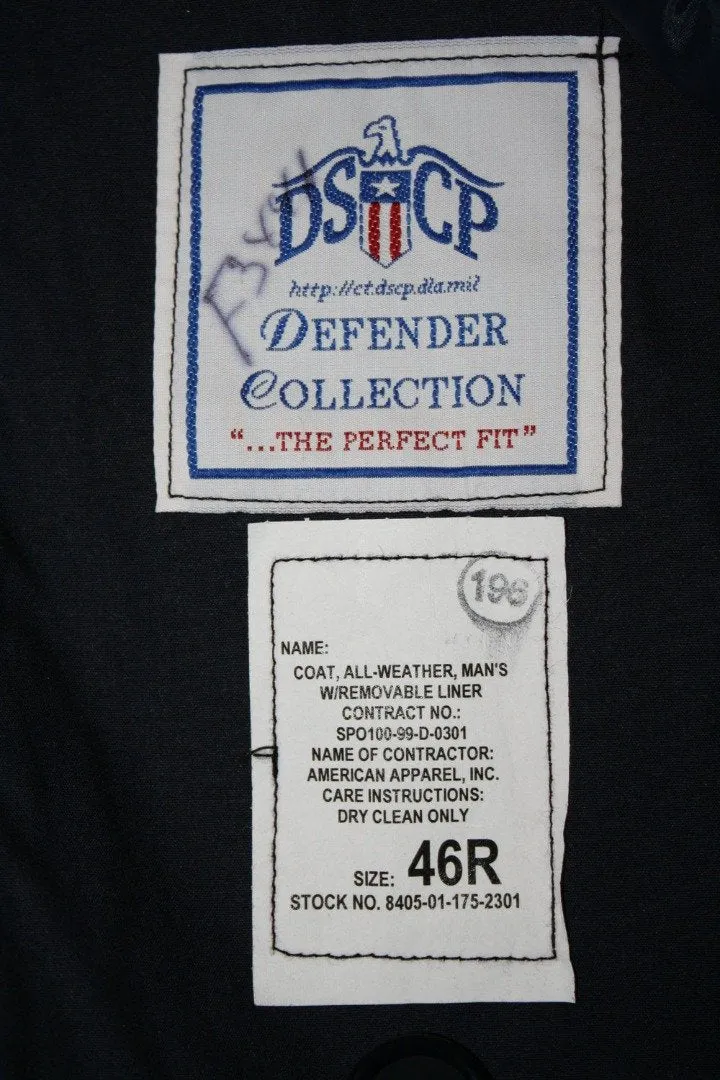 DSCP
http://ct.dscp.dla.mil
DEFENDER
COLLECTION
"...THE PERFECT FIT"
196
NAME:
COAT, ALL-WEATHER, MAN'S
W/REMOVABLE LINER
CONTRACT NO.:
SPO100-99-D-0301
NAME OF CONTRACTOR:
AMERICAN APPAREL, INC.
CARE INSTRUCTIONS:
DRY CLEAN ONLY
SIZE: 46R
STOCK NO. 8405-01-175-2301